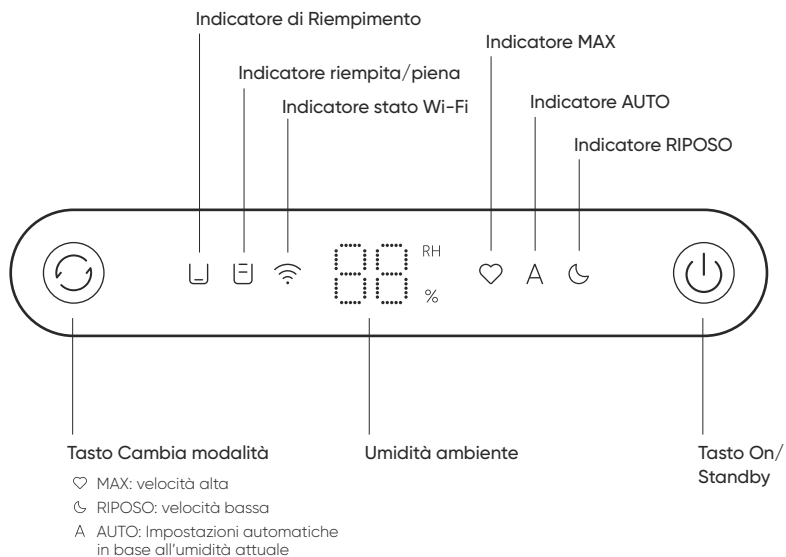 Indicatore di Riempimento
Indicatore MAX
Indicatore riempita/piena
Indicatore AUTO
Indicatore stato Wi-Fi
Indicatore RIPOSO
88 RH
%
A
Tasto Cambia modalità
Umidità ambiente
Tasto On/
Standby
MAX: velocità alta
RIPOSO: velocità bassa
A AUTO: Impostazioni automatiche
in base all'umidità attuale